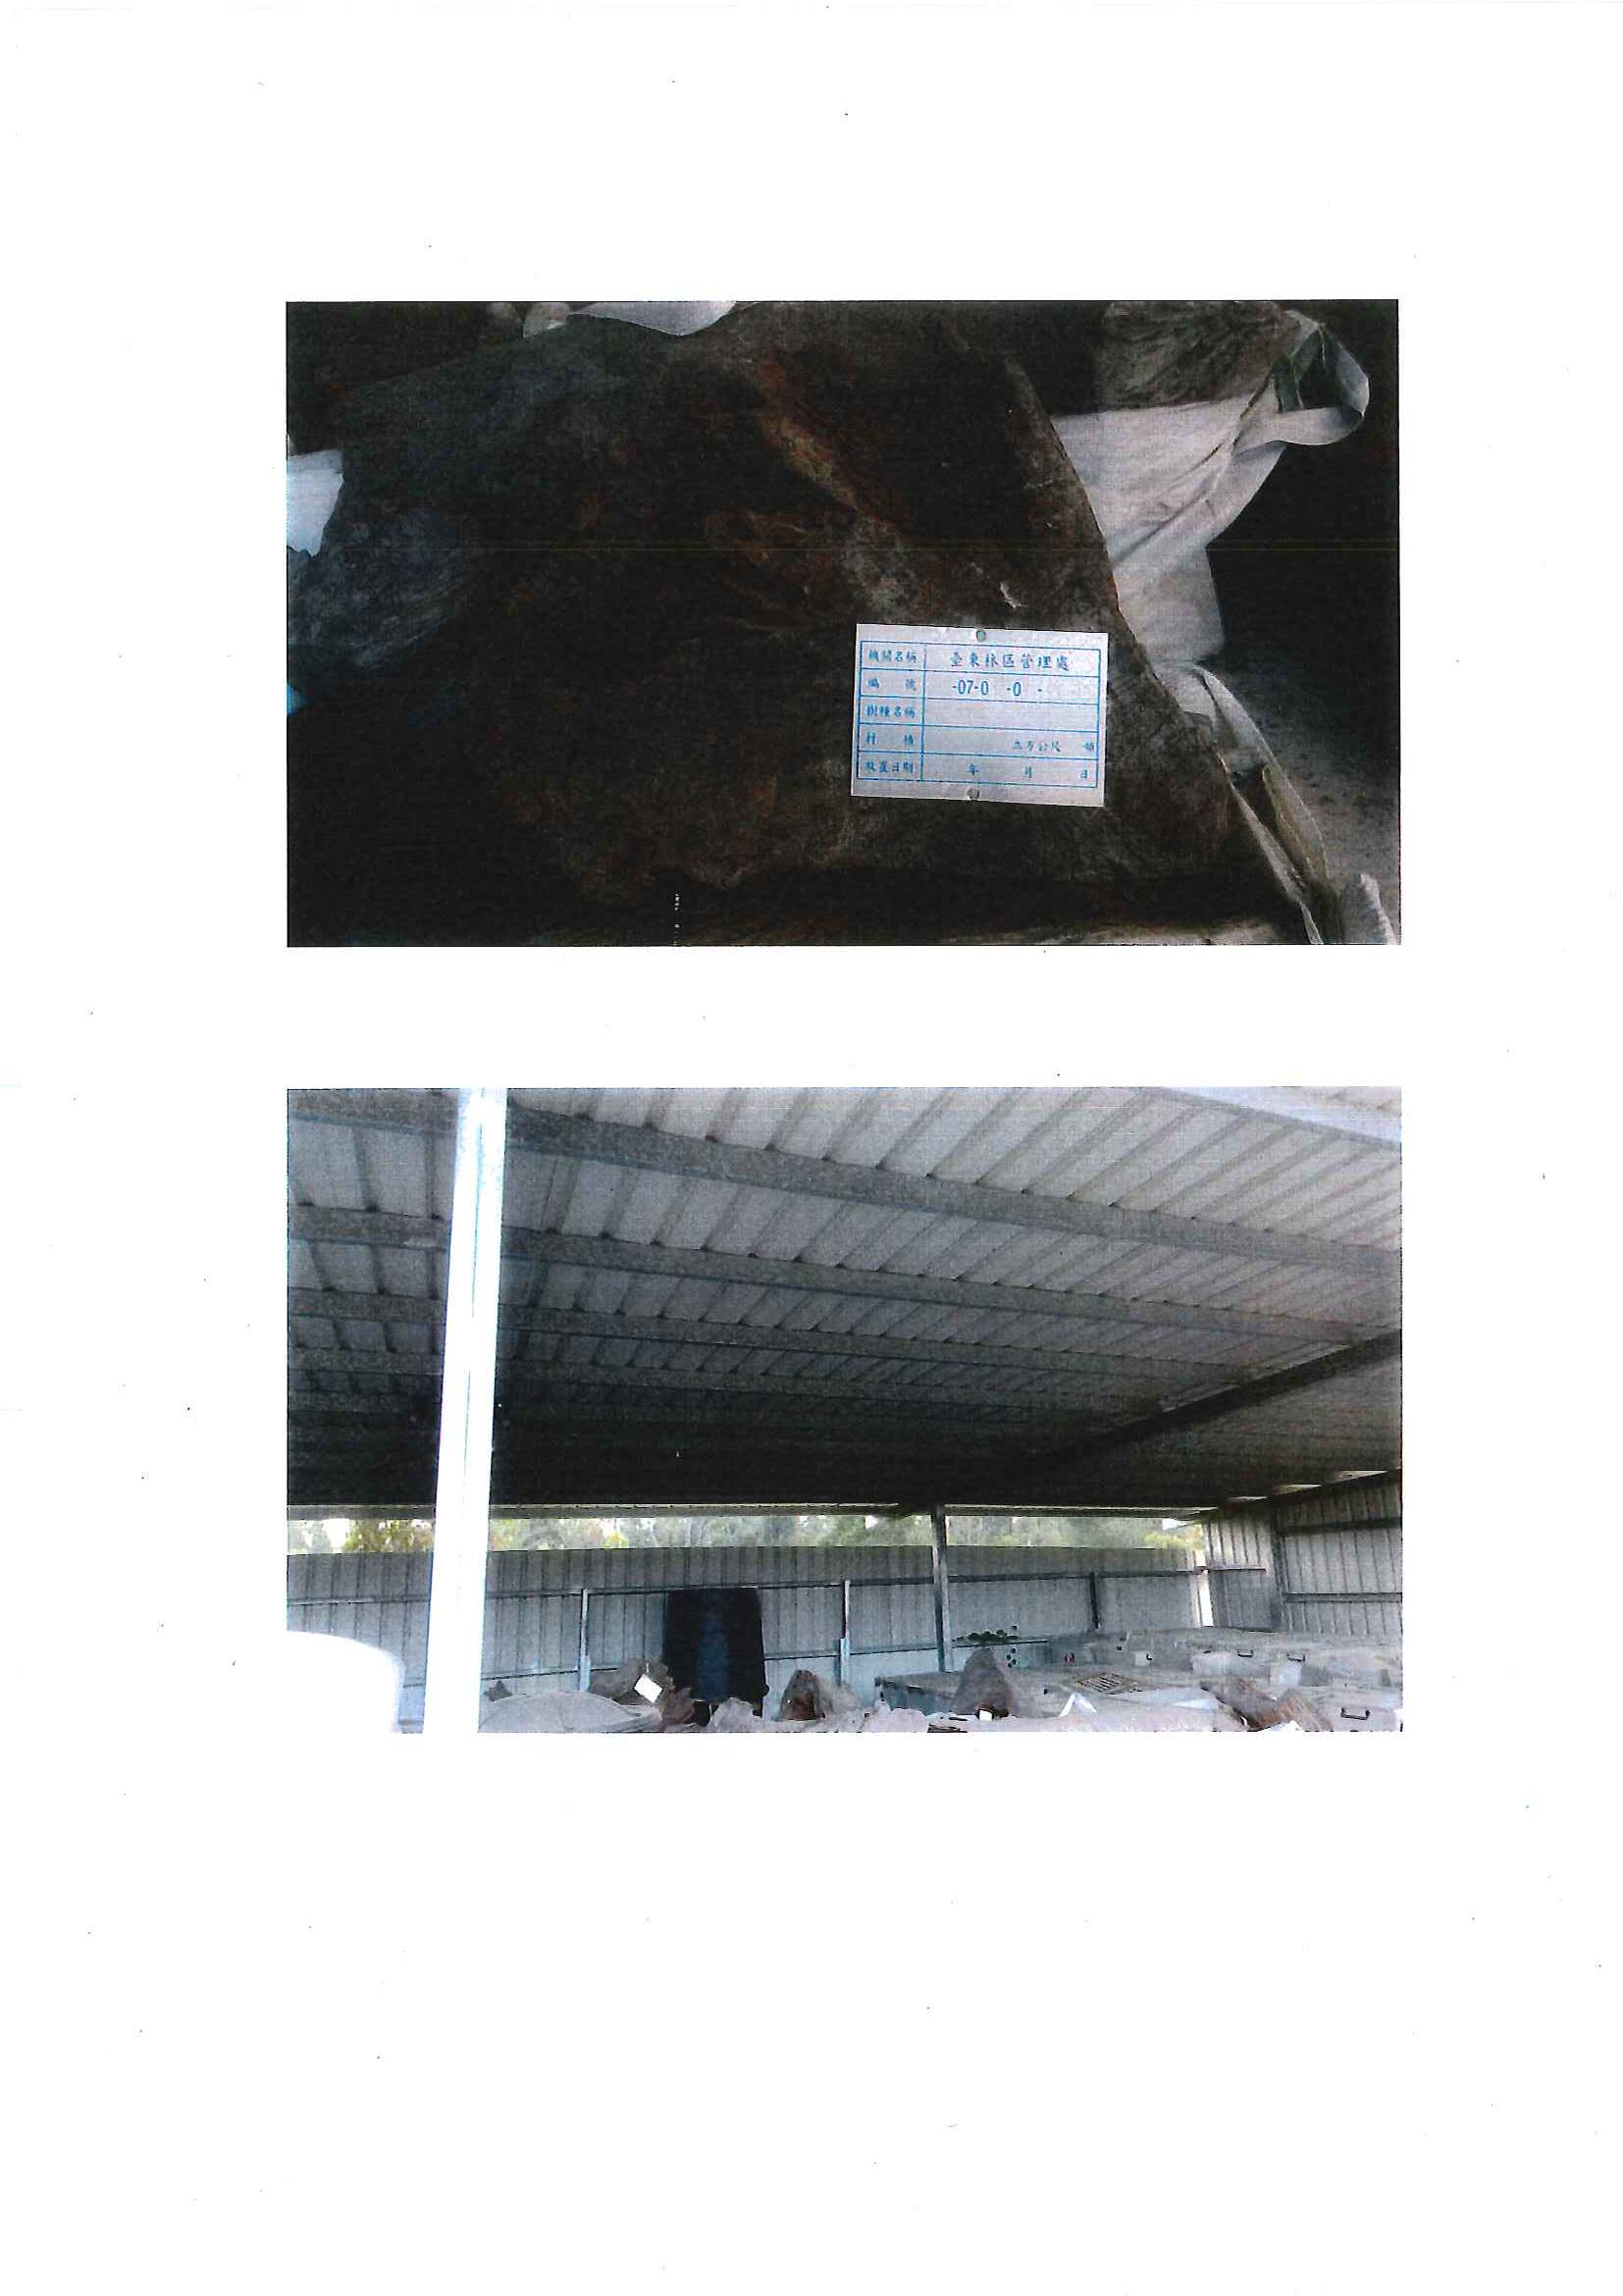 機關名稱 臺東林區管理處
編 號 -07-0 -0 -
樹種名稱
材 積 立方公尺
放置日期 年 月 日